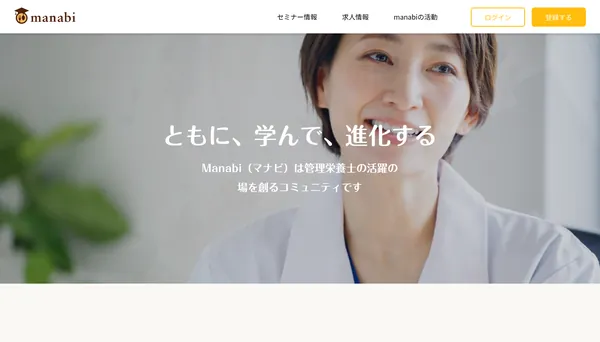 manabi
セミナー情報
求人情報
manabiの活動
ログイン
登録する
ともに、学んで、進化する
Manabi（マナビ）は管理栄養士の活躍の
場を創るコミュニティです